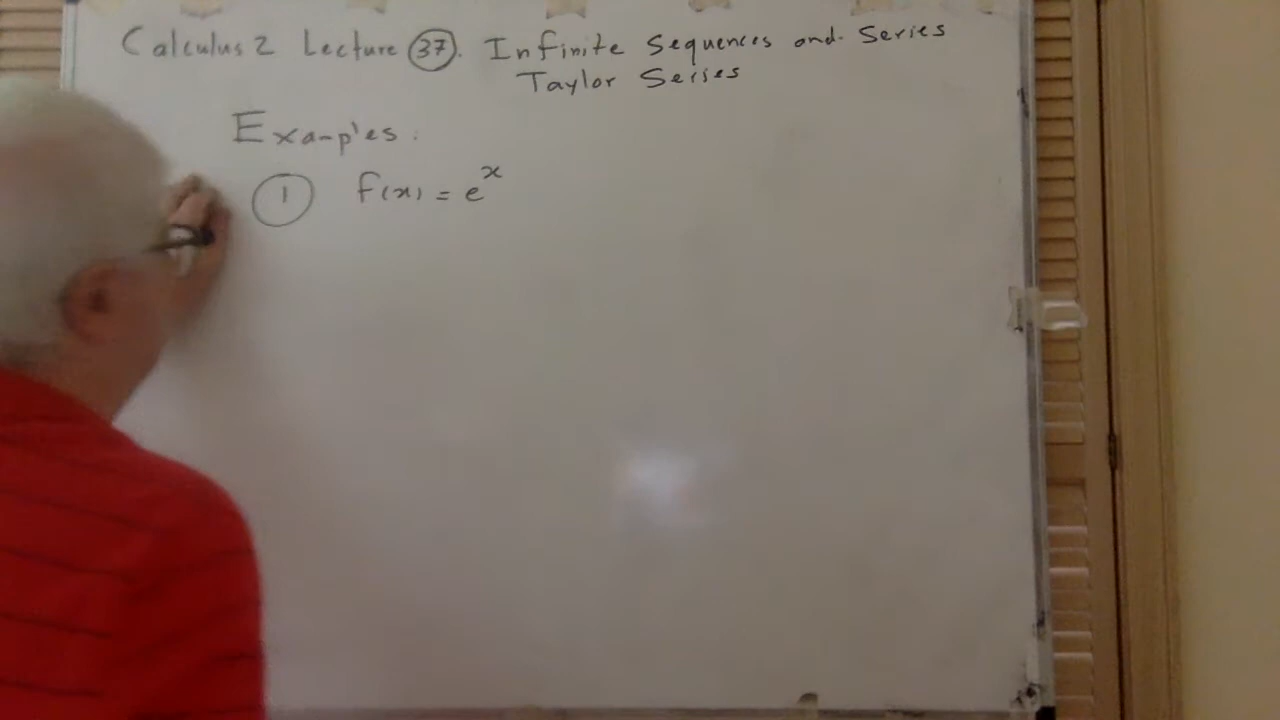 Calculus 2 Lecture 37. Infinite Sequences and Series
Taylor Series
Examples:
1 f(x) = e^x